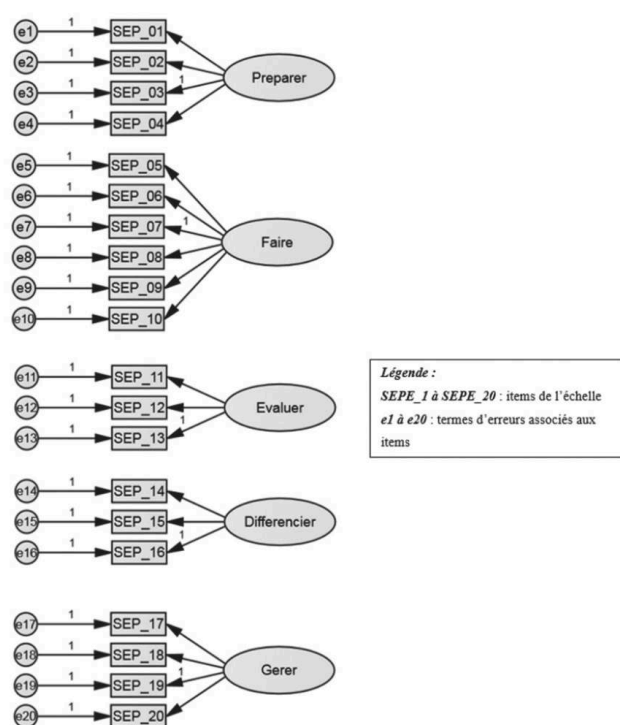 e1 1 SEP_01
e2 1 SEP_02
e3 1 SEP_03 1 Preparer
e4 1 SEP_04
e5 1 SEP_05
e6 1 SEP_06
e7 1 SEP_07 1 Faire
e8 1 SEP_08
e9 1 SEP_09
e10 1 SEP_10
e11 1 SEP_11
e12 1 SEP_12 Evaluer
e13 1 SEP_13 1
Légende :
SEPE_1 à SEPE_20 : items de l'échelle
e1 à e20 : termes d'erreurs associés aux
items
e14 1 SEP_14
e15 1 SEP_15 Differencier
e16 1 SEP_16 1
e17 1 SEP_17
e18 1 SEP_18
e19 1 SEP_19 1 Gerer
e20 1 SEP_20